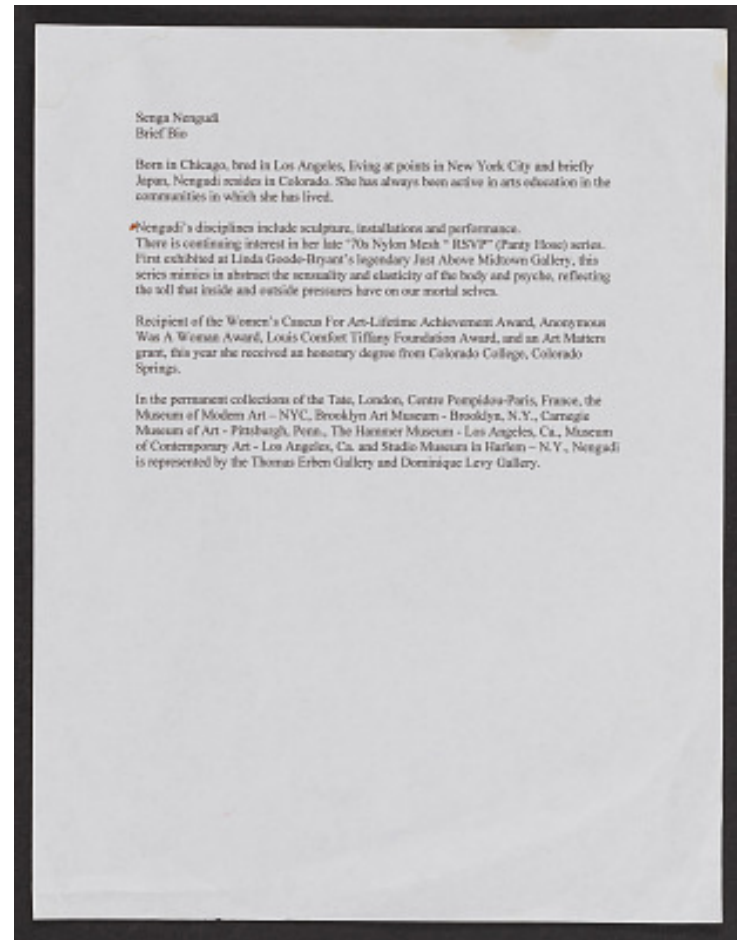 Senga Nengudi
Brief Bio
Born in Chicago, bred in Los Angeles, living at points in New York City and briefly
Japan, Nengudi resides in Colorado. She has always been active in arts education in the
communities in which she has lived.
Nengudi's disciplines include sculpture, installations and performance.
There is continuing interest in her late "70s Nylon Mesh " RSVP" (Panty Hose) series.
First exhibited at Linda Goode-Bryant's legendary Just Above Midtown Gallery, this
series mimics in abstract the sensuality and elasticity of the body and psyche, reflecting
the toll that inside and outside pressures have on our mortal selves.
Recipient of the Women's Caucus For Art-Lifetime Achievement Award, Anonymous
Was A Woman Award, Louis Comfort Tiffany Foundation Award, and an Art Matters
grant, this year she received an honorary degree from Colorado College, Colorado
Springs.
In the permanent collections of the Tate, London, Centre Pompidou-Paris, France, the
Museum of Modern Art – NYC, Brooklyn Art Museum - Brooklyn, N.Y., Carnegie
Museum of Art - Pittsburgh, Penn., The Hammer Museum - Los Angeles, Ca., Museum
of Contemporary Art - Los Angeles, Ca. and Studio Museum in Harlem – N.Y., Nengudi
is represented by the Thomas Erben Gallery and Dominique Levy Gallery.